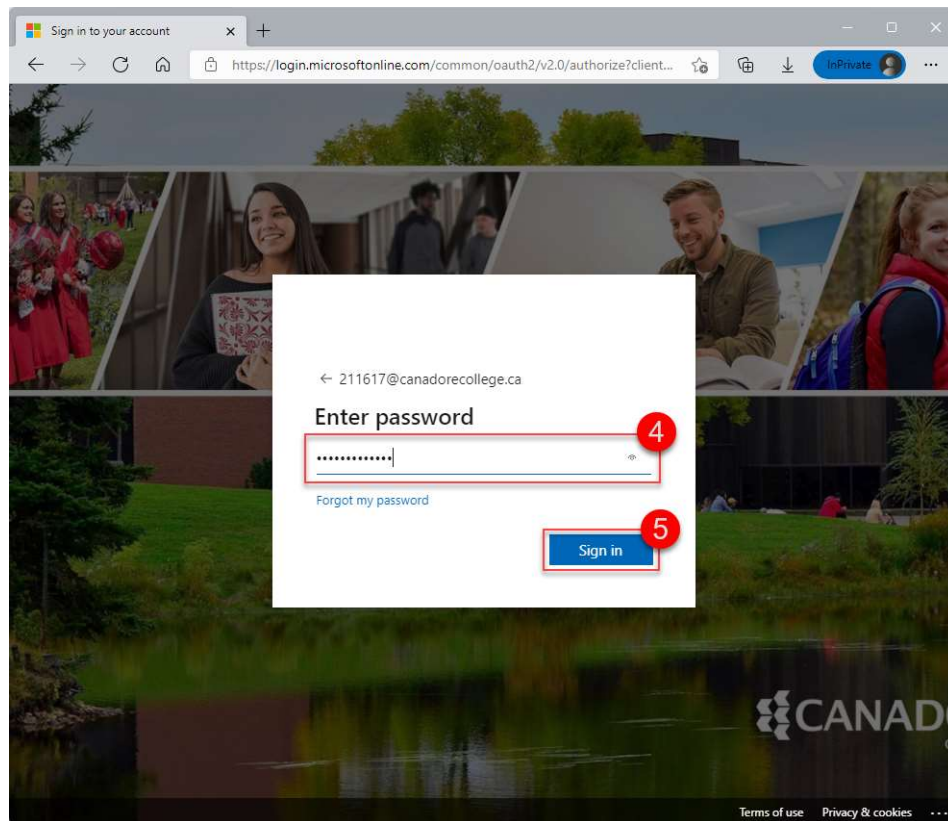 Sign in to your account
https://login.microsoftonline.com/common/oauth2/v2.0/authorize?client...
InPrivate
211617@canadorecollege.ca
Enter password
4
•••••••••••••
Forgot my password
5
Sign in
CANAD
Terms of use Privacy & cookies ...